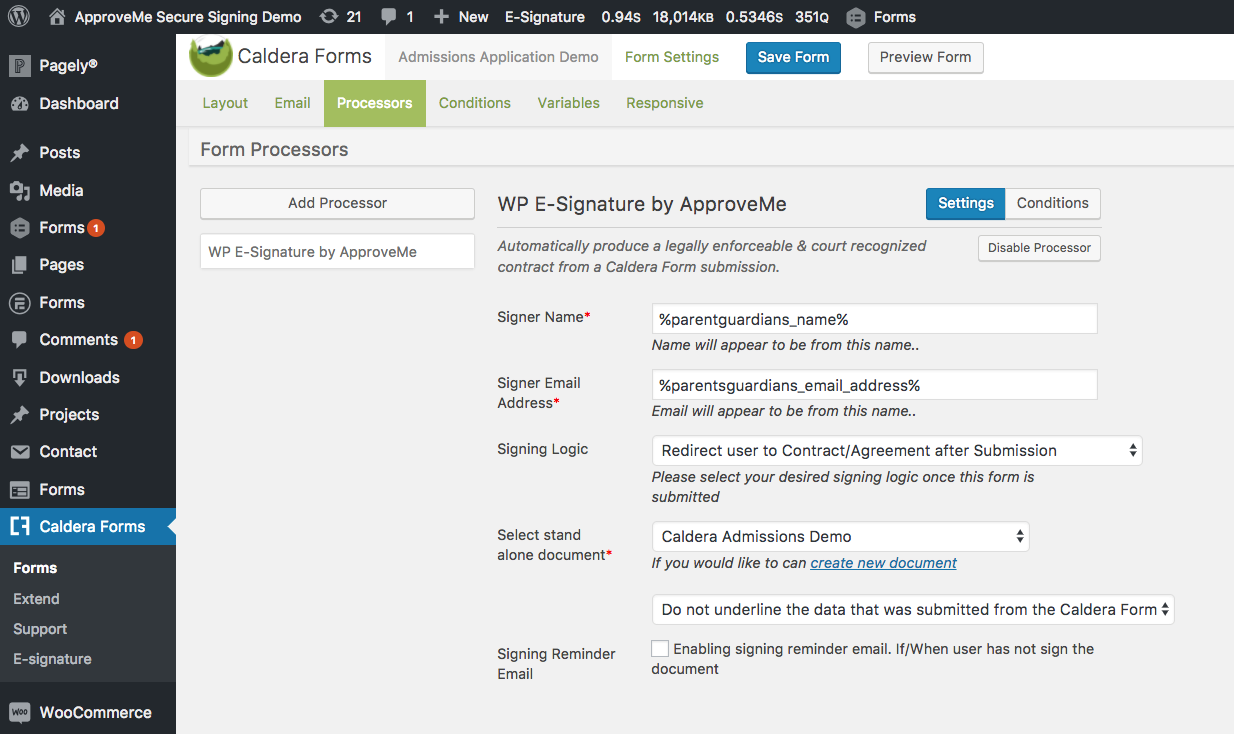 ApproveMe Secure Signing Demo 21 1 New E-Signature 0.94S 18,014KB 0.5346S 351Q Forms
Pagely®
Dashboard
Posts
Media
Forms 1
Pages
Forms
Comments 1
Downloads
Projects
Contact
Forms
Caldera Forms
Forms
Extend
Support
E-signature
WOO WooCommerce
Caldera Forms Admissions Application Demo Form Settings Save Form Preview Form
Layout Email Processors Conditions Variables Responsive
Form Processors
Add Processor
WP E-Signature by ApproveMe
WP E-Signature by ApproveMe Settings Conditions
Automatically produce a legally enforceable & court recognized
contract from a Caldera Form submission.
Disable Processor
Signer Name* %parentguardians_name%
Name will appear to be from this name..
Signer Email
Address*
%parentsguardians_email_address%
Email will appear to be from this name..
Signing Logic Redirect user to Contract/Agreement after Submission
Please select your desired signing logic once this form is
submitted
Select stand
alone document*
Caldera Admissions Demo
If you would like to can create new document
Do not underline the data that was submitted from the Caldera Form
Signing Reminder
Email
Enabling signing reminder email. If/When user has not sign the
document